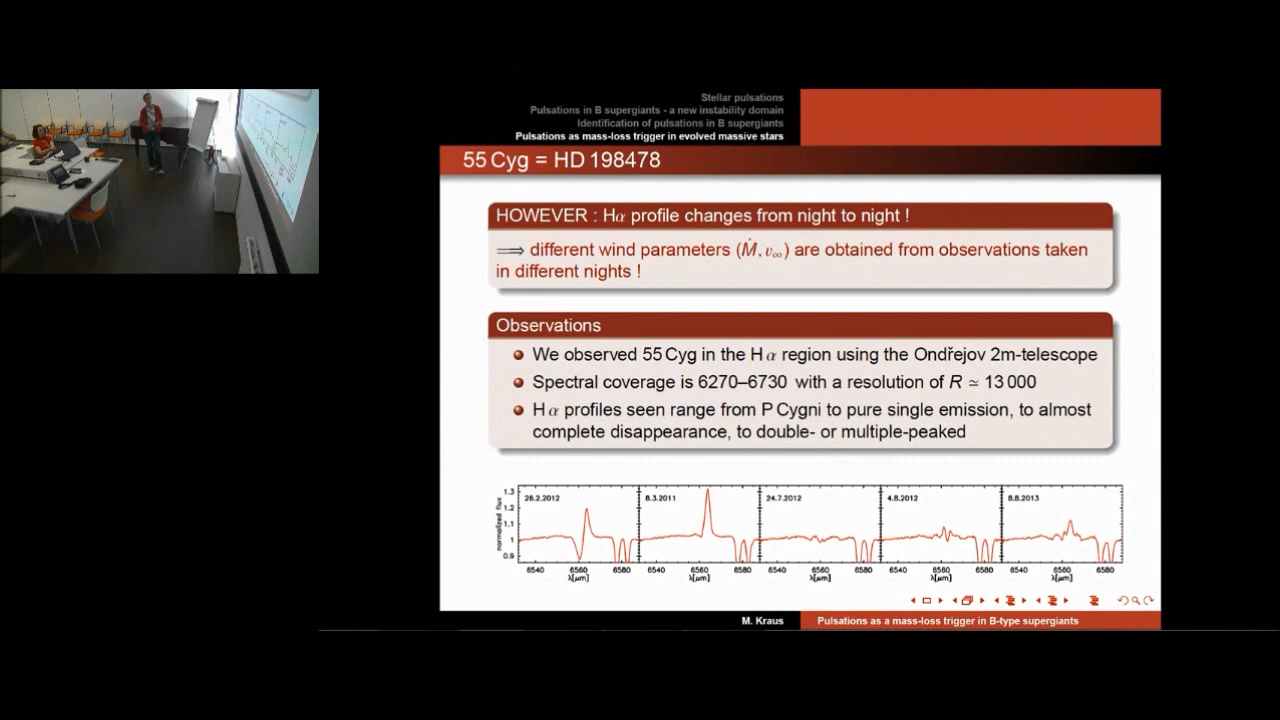 Stellar pulsations
Pulsations in B supergiants - a new instability domain
Identification of pulsations in B supergiants
Pulsations as mass-loss trigger in evolved massive stars
55 Cyg = HD 198478
HOWEVER : Hα profile changes from night to night !
⟹ different wind parameters (Ṁ, v∞) are obtained from observations taken
in different nights !
Observations
We observed 55 Cyg in the H α region using the Ondřejov 2m-telescope
Spectral coverage is 6270–6730 with a resolution of R ≃ 13 000
H α profiles seen range from P Cygni to pure single emission, to almost
complete disappearance, to double- or multiple-peaked
normalized flux
1.3
1.2
1.1
1
0.9
26.2.2012
8.3.2011
24.7.2012
4.8.2012
8.8.2013
6540 6560 6580 6540 6560 6580 6540 6560 6580 6540 6560 6580 6540 6560 6580
λ[μm] λ[μm] λ[μm] λ[μm] λ[μm]
M. Kraus
Pulsations as a mass-loss trigger in B-type supergiants